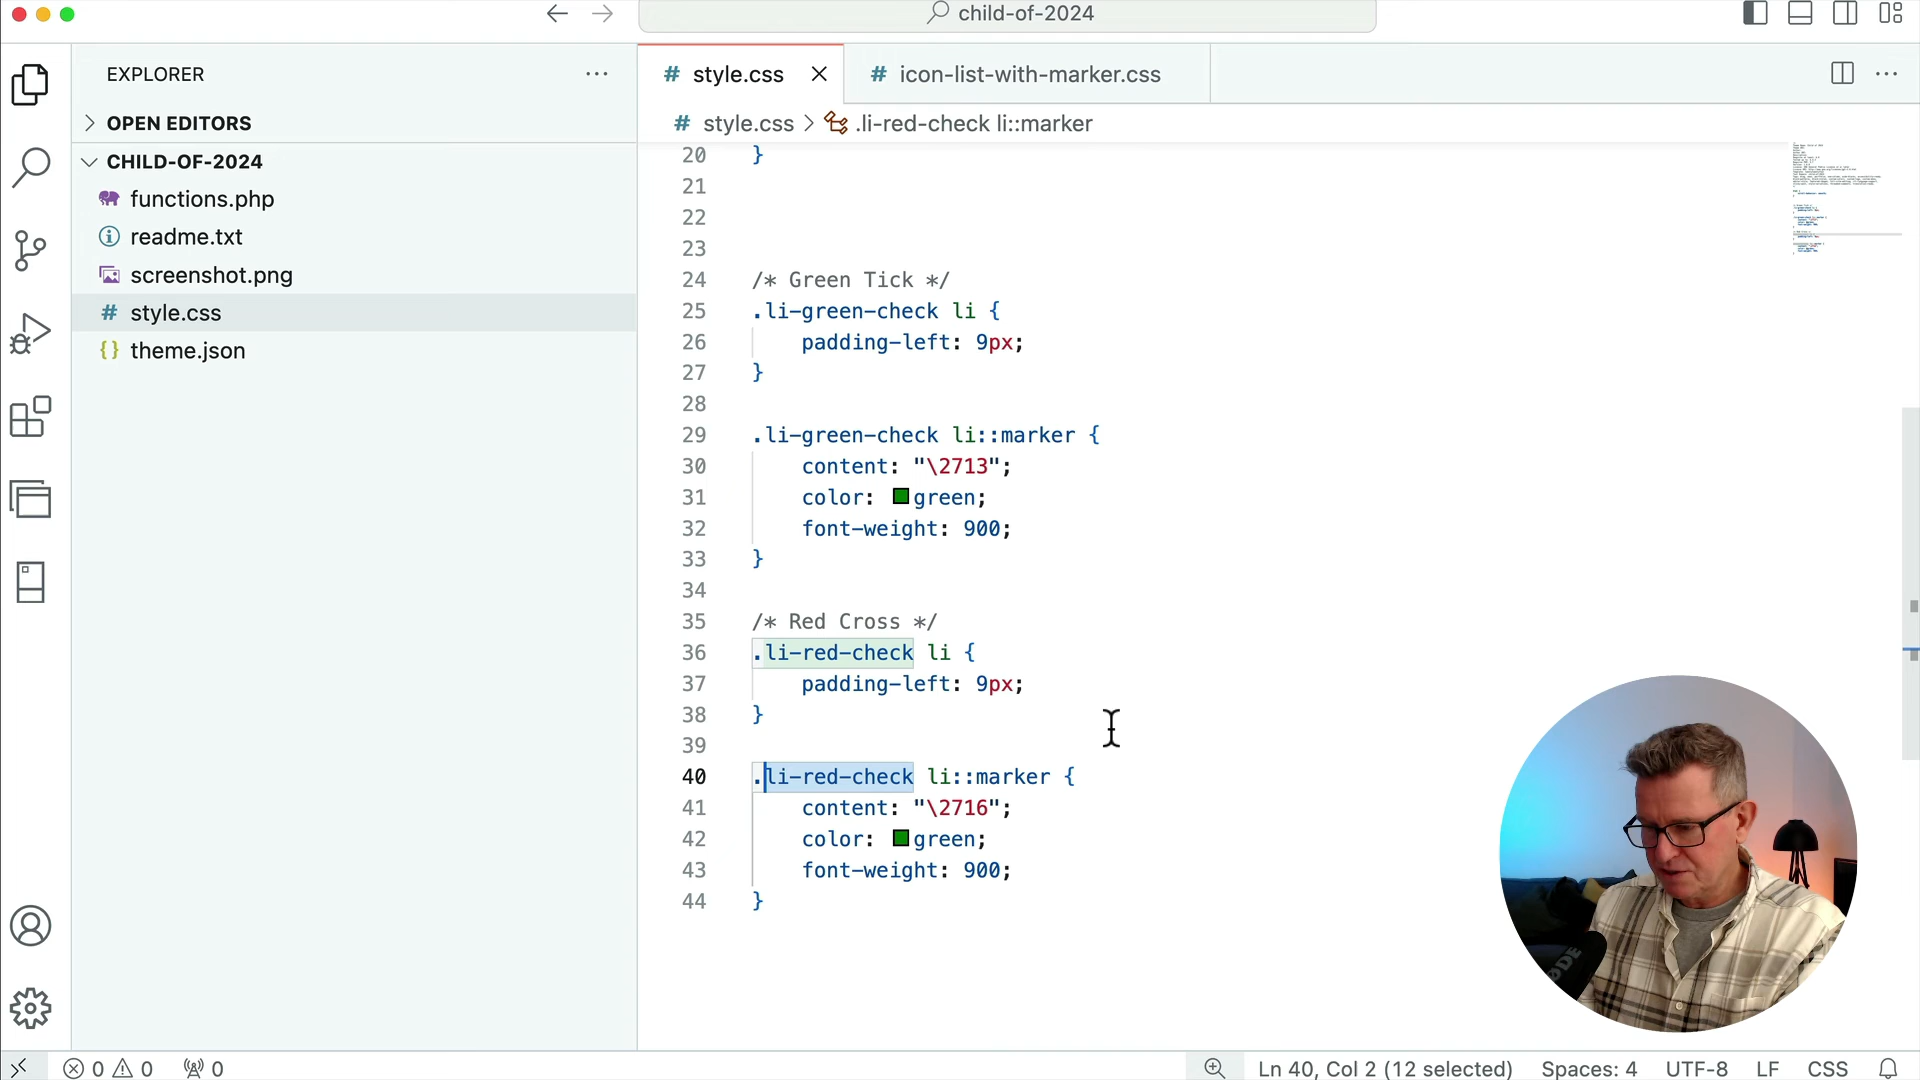 child-of-2024
EXPLORER
OPEN EDITORS
CHILD-OF-2024
functions.php
readme.txt
screenshot.png
# style.css
{} theme.json
# style.css
# icon-list-with-marker.css
# style.css > .li-red-check li::marker
20 }
21
22
23
24 /* Green Tick */
25 .li-green-check li {
26 padding-left: 9px;
27 }
28
29 .li-green-check li::marker {
30 content: "\2713";
31 color: green;
32 font-weight: 900;
33 }
34
35 /* Red Cross */
36 .li-red-check li {
37 padding-left: 9px;
38 }
39
40 .li-red-check li::marker {
41 content: "\2716";
42 color: green;
43 font-weight: 900;
44 }
0 0 0
Ln 40, Col 2 (12 selected) Spaces: 4 UTF-8 LF CSS